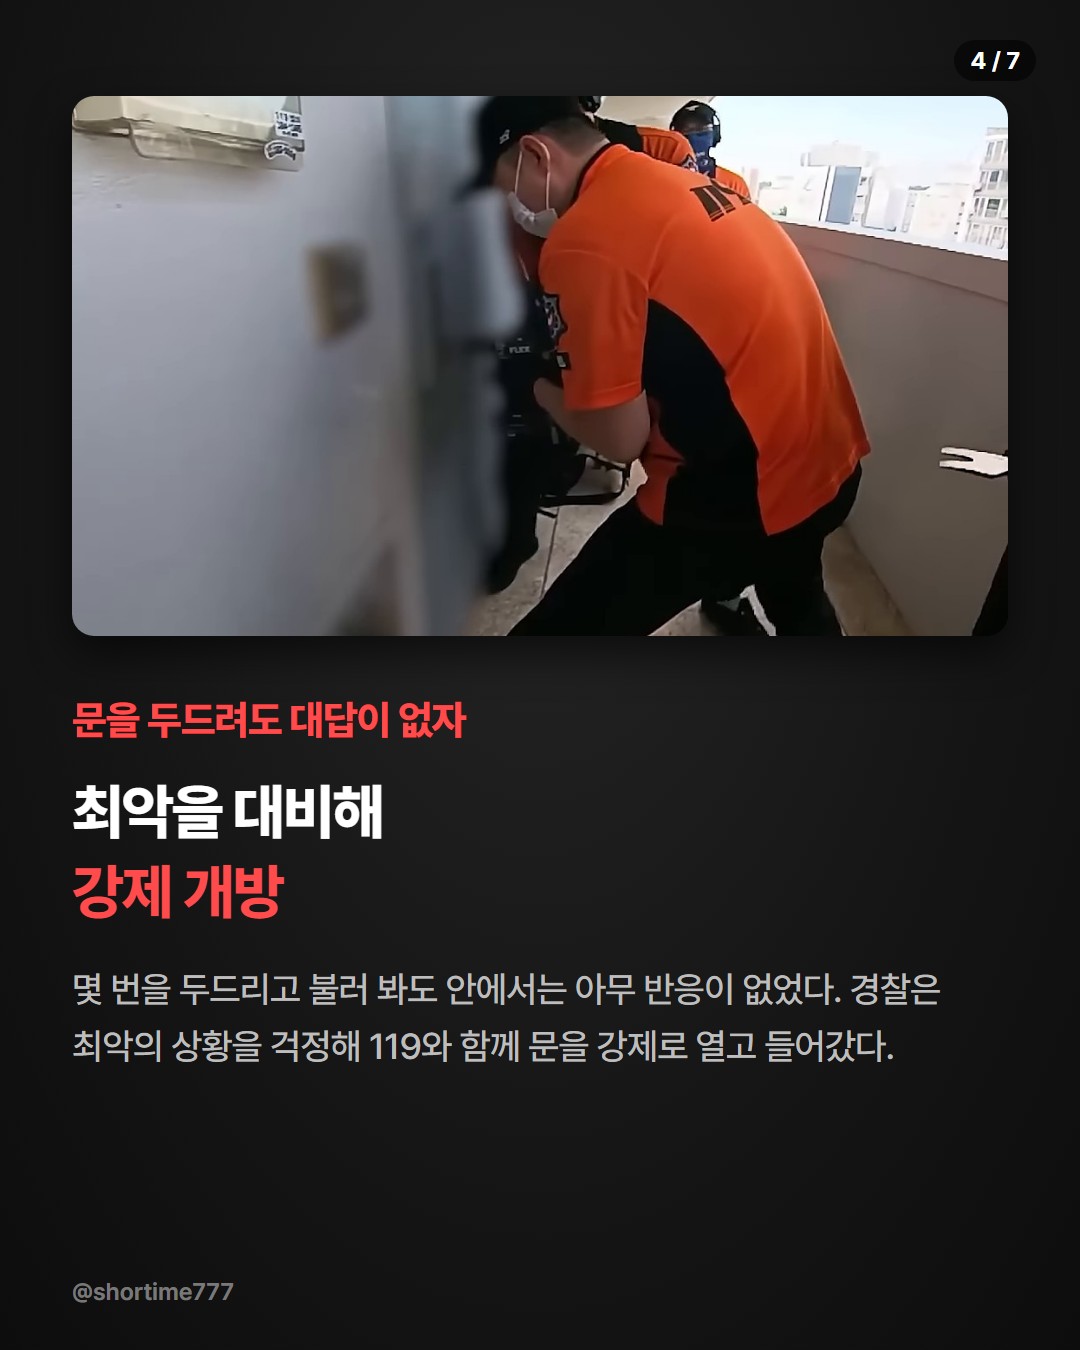 4 / 7
FLEX
문을 두드려도 대답이 없자
최악을 대비해
강제 개방
몇 번을 두드리고 불러 봐도 안에서는 아무 반응이 없었다. 경찰은
최악의 상황을 걱정해 119와 함께 문을 강제로 열고 들어갔다.
@shortime777